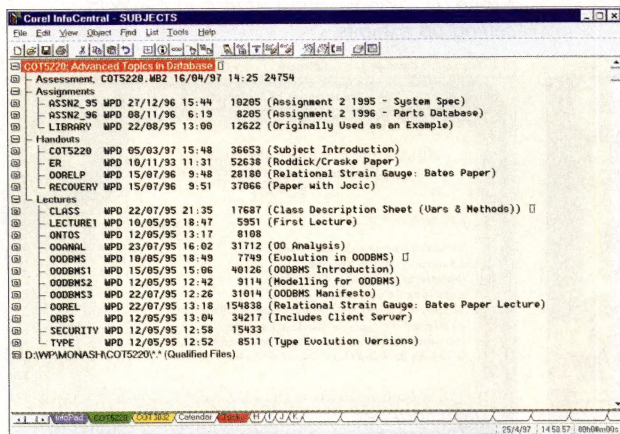 Corel InfoCentral - SUBJECTS
File Edit View Object Find List Tools Help
COT5220: Advanced Topics in Database
Assessment, COT5220.WB2 16/04/97 14:25 24754
Assignments
ASSN2_95 WPD 27/12/96 15:44 10205 (Assignment 2 1995 - System Spec)
ASSN2_96 WPD 08/11/96 6:19 8205 (Assignment 2 1996 - Parts Database)
LIBRARY WPD 22/08/95 13:00 12622 (Originally Used as an Example)
Handouts
COT5220 WPD 05/03/97 15:48 36653 (Subject Introduction)
ER WPD 10/11/93 11:31 52638 (Roddick/Craske Paper)
OORELP WPD 15/07/96 9:48 28180 (Relational Strain Gauge: Bates Paper)
RECOVERY WPD 15/07/96 9:51 37066 (Paper with Jocic)
Lectures
CLASS WPD 22/07/95 21:35 17687 (Class Description Sheet (Vars & Methods))
LECTURE1 WPD 10/05/95 18:47 5951 (First Lecture)
ONTOS WPD 12/05/95 13:17 8108
OOANAL WPD 23/07/95 16:02 31712 (OO Analysis)
OODBMS WPD 10/05/95 18:49 7749 (Evolution in OODBMS)
OODBMS1 WPD 15/05/95 15:06 40126 (OODBMS Introduction)
OODBMS2 WPD 12/05/95 12:42 9114 (Modelling for OODBMS)
OODBMS3 WPD 22/07/95 12:26 31014 (OODBMS Manifesto)
OOREL WPD 22/07/95 13:18 154838 (Relational Strain Gauge: Bates Paper Lecture)
ORBS WPD 12/05/95 13:04 34217 (Includes Client Server)
SECURITY WPD 12/05/95 12:58 15433
TYPE WPD 12/05/95 12:52 8511 (Type Evolution Versions)
D:\WP\MONASH\COT5220\*.* (Qualified Files)
InfoPad COT5220 COT3032 Calendar H I J K
25/4/97 14:58:57 00h04m00s